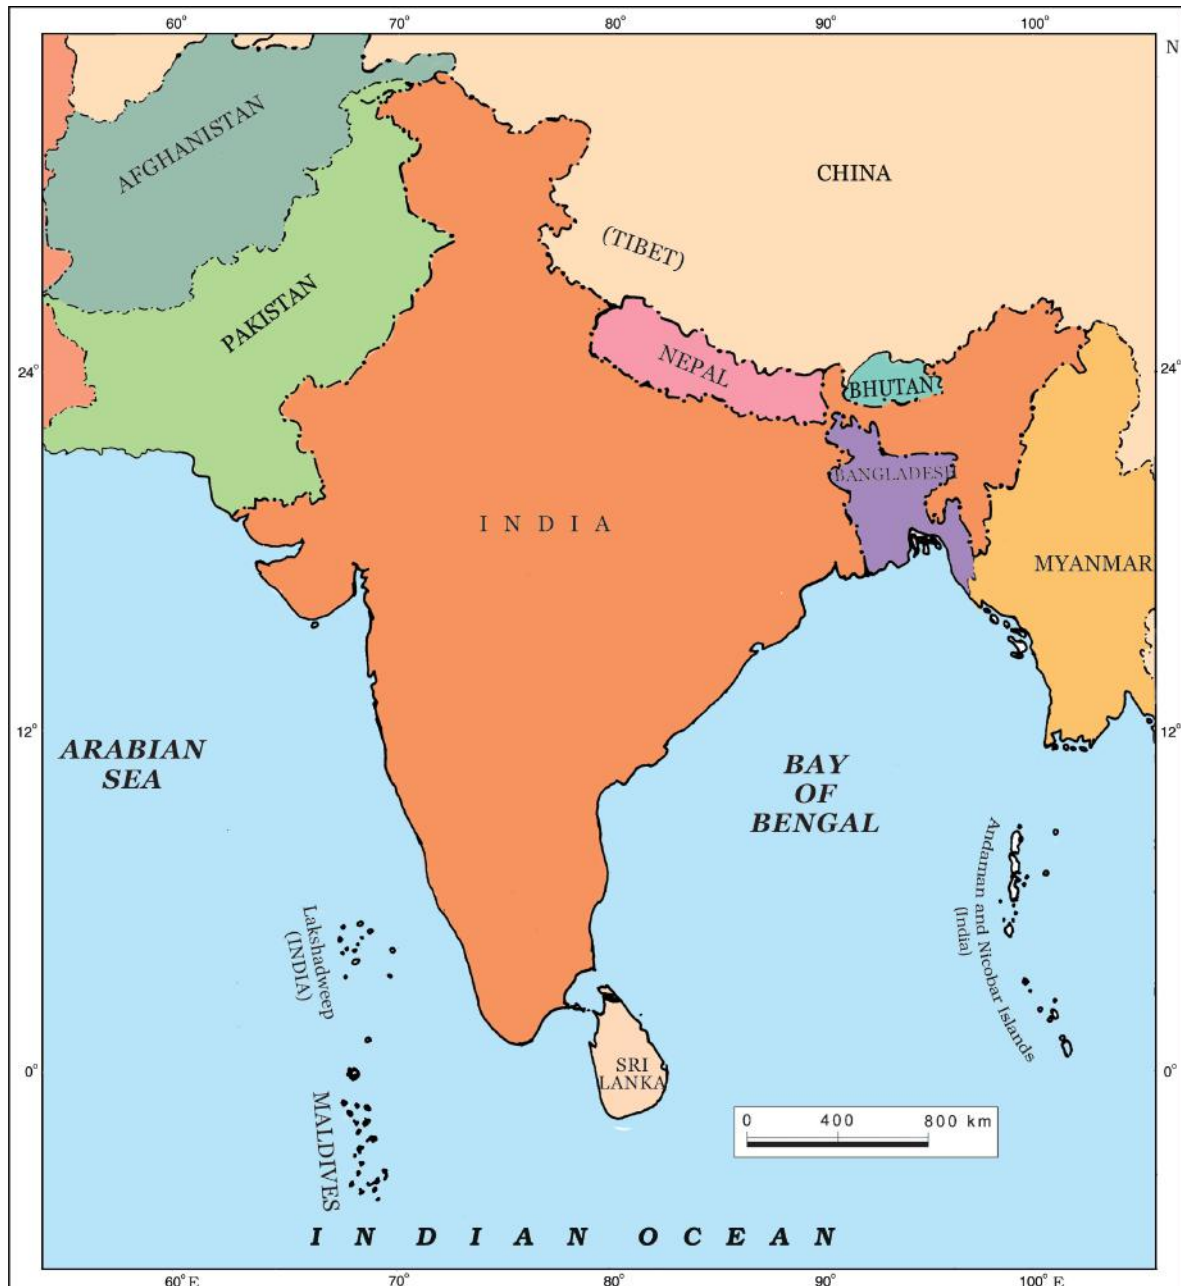 60° 70° 80° 90° 100°
N
AFGHANISTAN
CHINA
(TIBET)
PAKISTAN
24° 24°
NEPAL
BHUTAN
BANGLADESH
INDIA
MYANMAR
12° 12°
ARABIAN
SEA
BAY
OF
BENGAL
Andaman and Nicobar Islands
(India)
Lakshadweep
(INDIA)
0° 0°
SRI
LANKA
MALDIVES
0 400 800 km
INDIAN OCEAN
60° E 70° 80° 90° 100° E